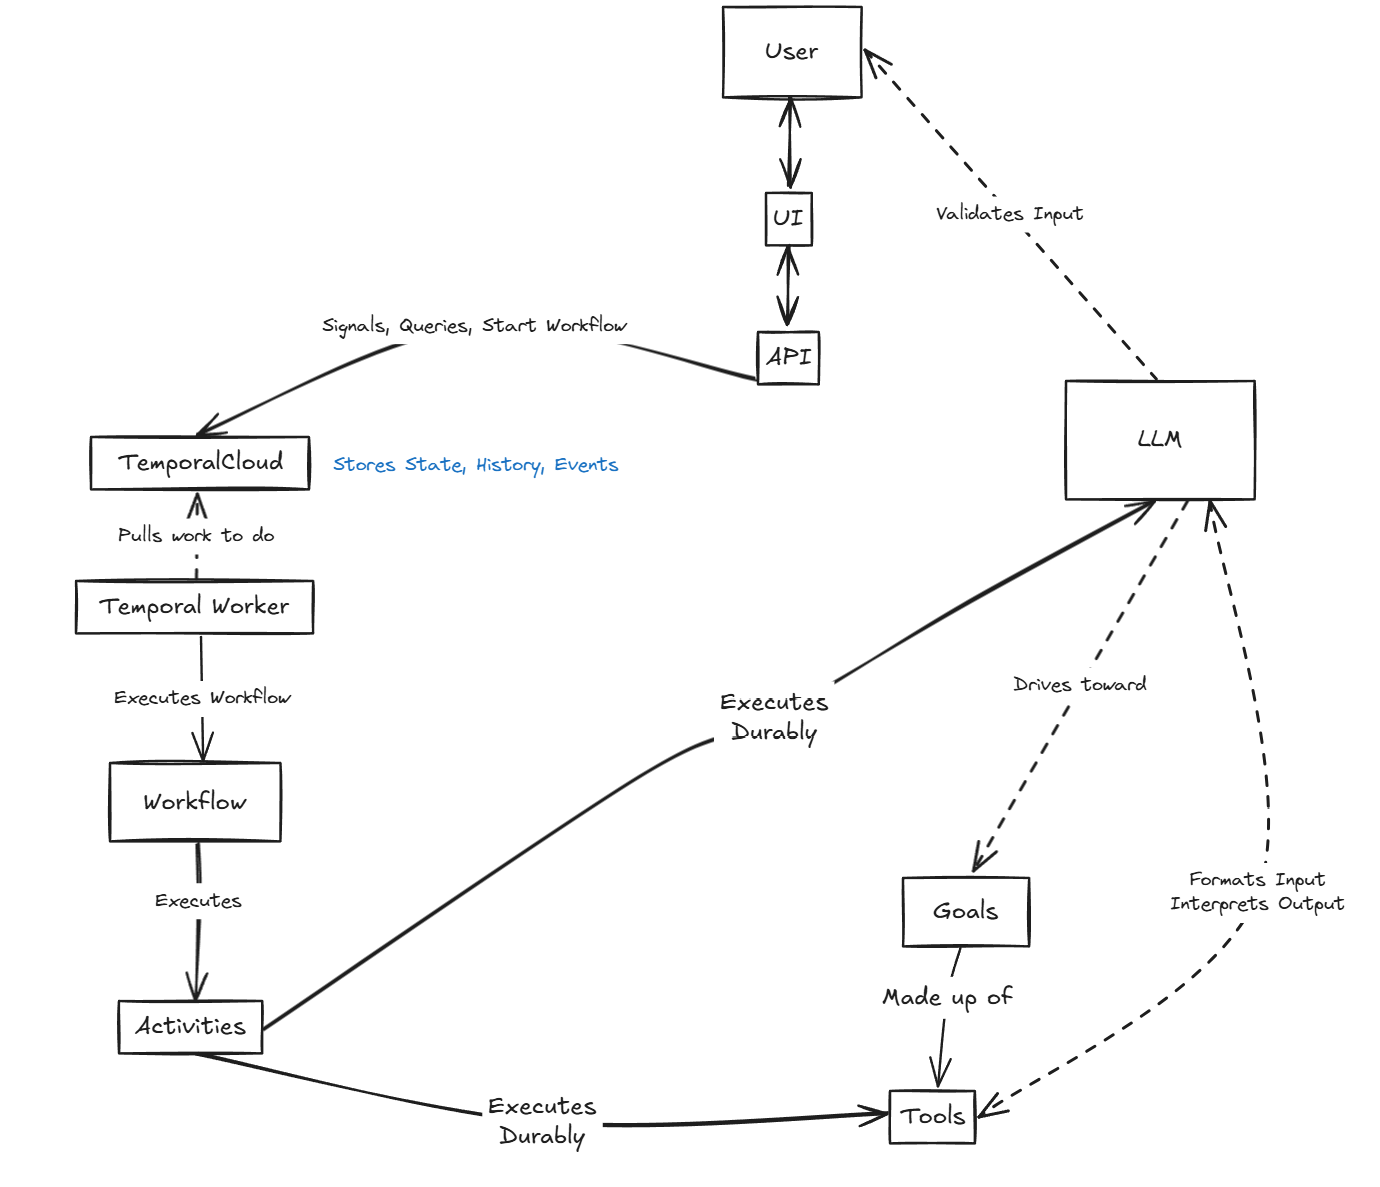 User
UI
Validates Input
Signals, Queries, Start Workflow
API
LLM
TemporalCloud
Stores State, History, Events
Pulls work to do
Temporal Worker
Executes Workflow
Drives toward
Executes
Durably
Workflow
Executes
Formats Input
Interprets Output
Goals
Made up of
Activities
Executes
Durably
Tools